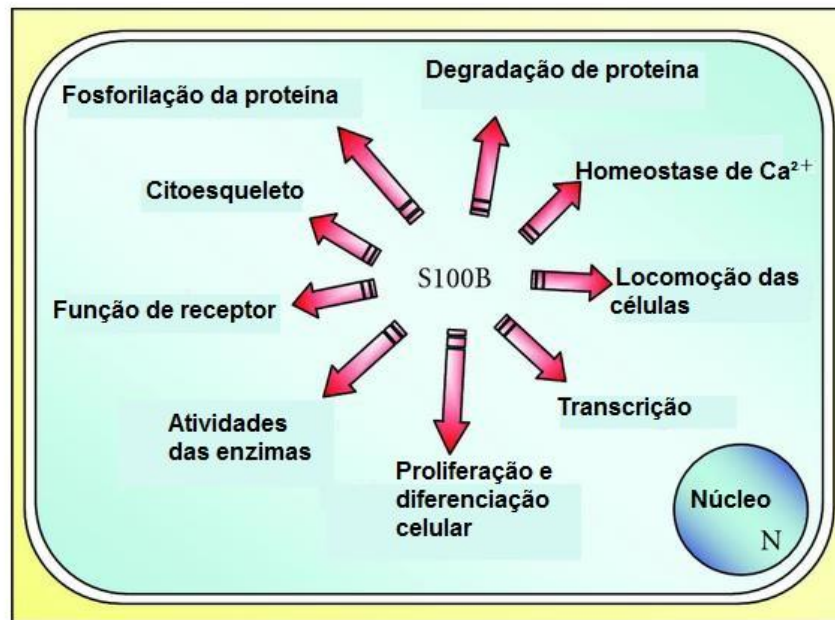 Degradação de proteína
Fosforilação da proteína
Homeostase de Ca²⁺
Citoesqueleto
S100B
Locomoção das
células
Função de receptor
Transcrição
Atividades
das enzimas
Proliferação e
diferenciação
celular
Núcleo
N